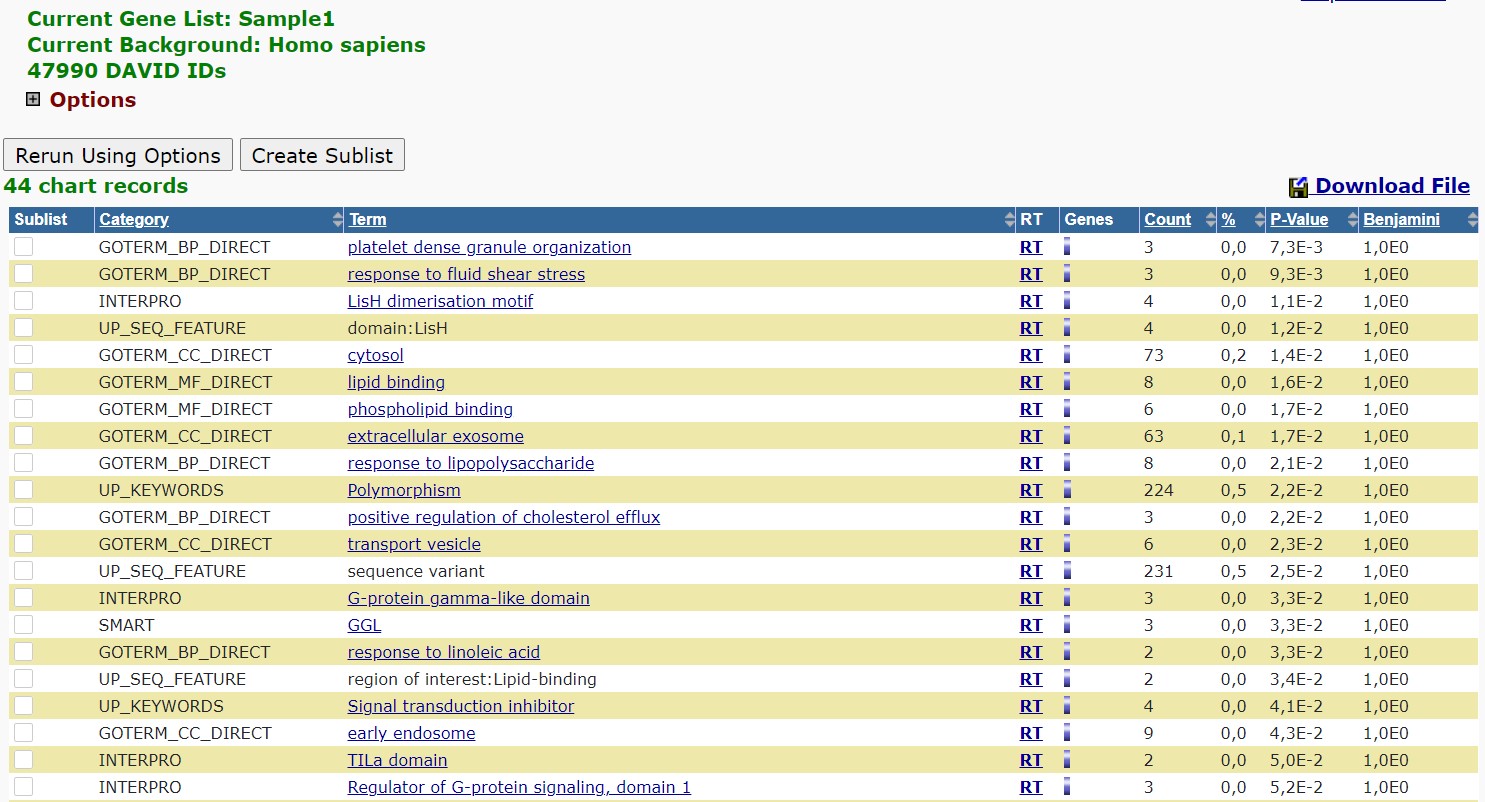 Current Gene List: Sample1
Current Background: Homo sapiens
47990 DAVID IDs
Options
Rerun Using Options Create Sublist
44 chart records Download File
Sublist Category Term RT Genes Count % P-Value Benjamini
GOTERM_BP_DIRECT platelet dense granule organization RT 3 0,0 7,3E-3 1,0E0
GOTERM_BP_DIRECT response to fluid shear stress RT 3 0,0 9,3E-3 1,0E0
INTERPRO LisH dimerisation motif RT 4 0,0 1,1E-2 1,0E0
UP_SEQ_FEATURE domain:LisH RT 4 0,0 1,2E-2 1,0E0
GOTERM_CC_DIRECT cytosol RT 73 0,2 1,4E-2 1,0E0
GOTERM_MF_DIRECT lipid binding RT 8 0,0 1,6E-2 1,0E0
GOTERM_MF_DIRECT phospholipid binding RT 6 0,0 1,7E-2 1,0E0
GOTERM_CC_DIRECT extracellular exosome RT 63 0,1 1,7E-2 1,0E0
GOTERM_BP_DIRECT response to lipopolysaccharide RT 8 0,0 2,1E-2 1,0E0
UP_KEYWORDS Polymorphism RT 224 0,5 2,2E-2 1,0E0
GOTERM_BP_DIRECT positive regulation of cholesterol efflux RT 3 0,0 2,2E-2 1,0E0
GOTERM_CC_DIRECT transport vesicle RT 6 0,0 2,3E-2 1,0E0
UP_SEQ_FEATURE sequence variant RT 231 0,5 2,5E-2 1,0E0
INTERPRO G-protein gamma-like domain RT 3 0,0 3,3E-2 1,0E0
SMART GGL RT 3 0,0 3,3E-2 1,0E0
GOTERM_BP_DIRECT response to linoleic acid RT 2 0,0 3,3E-2 1,0E0
UP_SEQ_FEATURE region of interest:Lipid-binding RT 2 0,0 3,4E-2 1,0E0
UP_KEYWORDS Signal transduction inhibitor RT 4 0,0 4,1E-2 1,0E0
GOTERM_CC_DIRECT early endosome RT 9 0,0 4,3E-2 1,0E0
INTERPRO TILa domain RT 2 0,0 5,0E-2 1,0E0
INTERPRO Regulator of G-protein signaling, domain 1 RT 3 0,0 5,2E-2 1,0E0